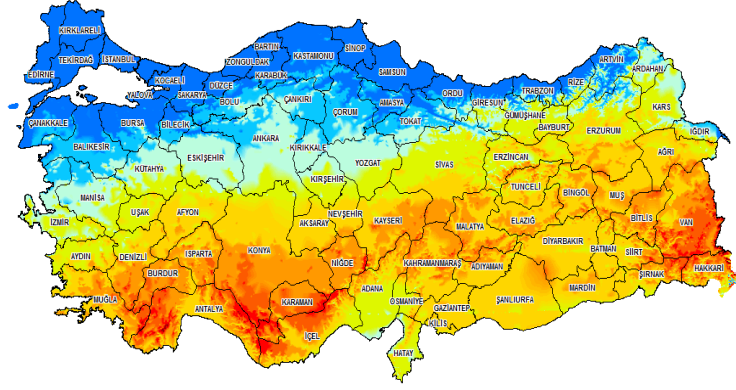 KIRKLARELİ
TEKİRDAĞ
İSTANBUL
EDİRNE
KOCAELİ
YALOVA
SAKARYA
DÜZCE
ZONGULDAK
BARTIN
KARABÜK
KASTAMONU
SİNOP
SAMSUN
ORDU
GİRESUN
TRABZON
RİZE
ARTVİN
ARDAHAN
KARS
IĞDIR
ÇANAKKALE
BURSA
BİLECİK
BOLU
ÇANKIRI
ÇORUM
AMASYA
TOKAT
GÜMÜŞHANE
BAYBURT
ERZURUM
AĞRI
BALIKESİR
KÜTAHYA
ESKİŞEHİR
ANKARA
KIRIKKALE
YOZGAT
SİVAS
ERZİNCAN
KIRŞEHİR
TUNCELİ
BİNGÖL
MUŞ
BİTLİS
VAN
MANİSA
İZMİR
UŞAK
AFYON
AKSARAY
NEVŞEHİR
KAYSERİ
MALATYA
ELAZIĞ
DİYARBAKIR
BATMAN
SİİRT
ŞIRNAK
HAKKARİ
AYDIN
DENİZLİ
ISPARTA
BURDUR
KONYA
NİĞDE
KAHRAMANMARAŞ
ADIYAMAN
MARDİN
ŞANLIURFA
MUĞLA
ANTALYA
KARAMAN
İÇEL
ADANA
OSMANİYE
GAZİANTEP
KİLİS
HATAY